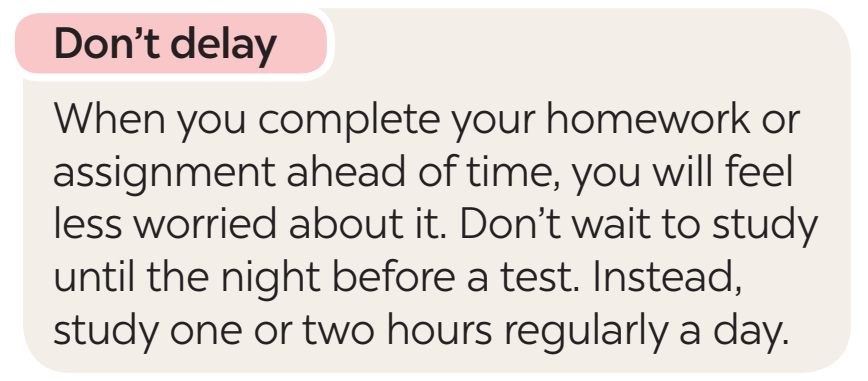 Don’t delay
When you complete your homework or
assignment ahead of time, you will feel
less worried about it. Don’t wait to study
until the night before a test. Instead,
study one or two hours regularly a day.